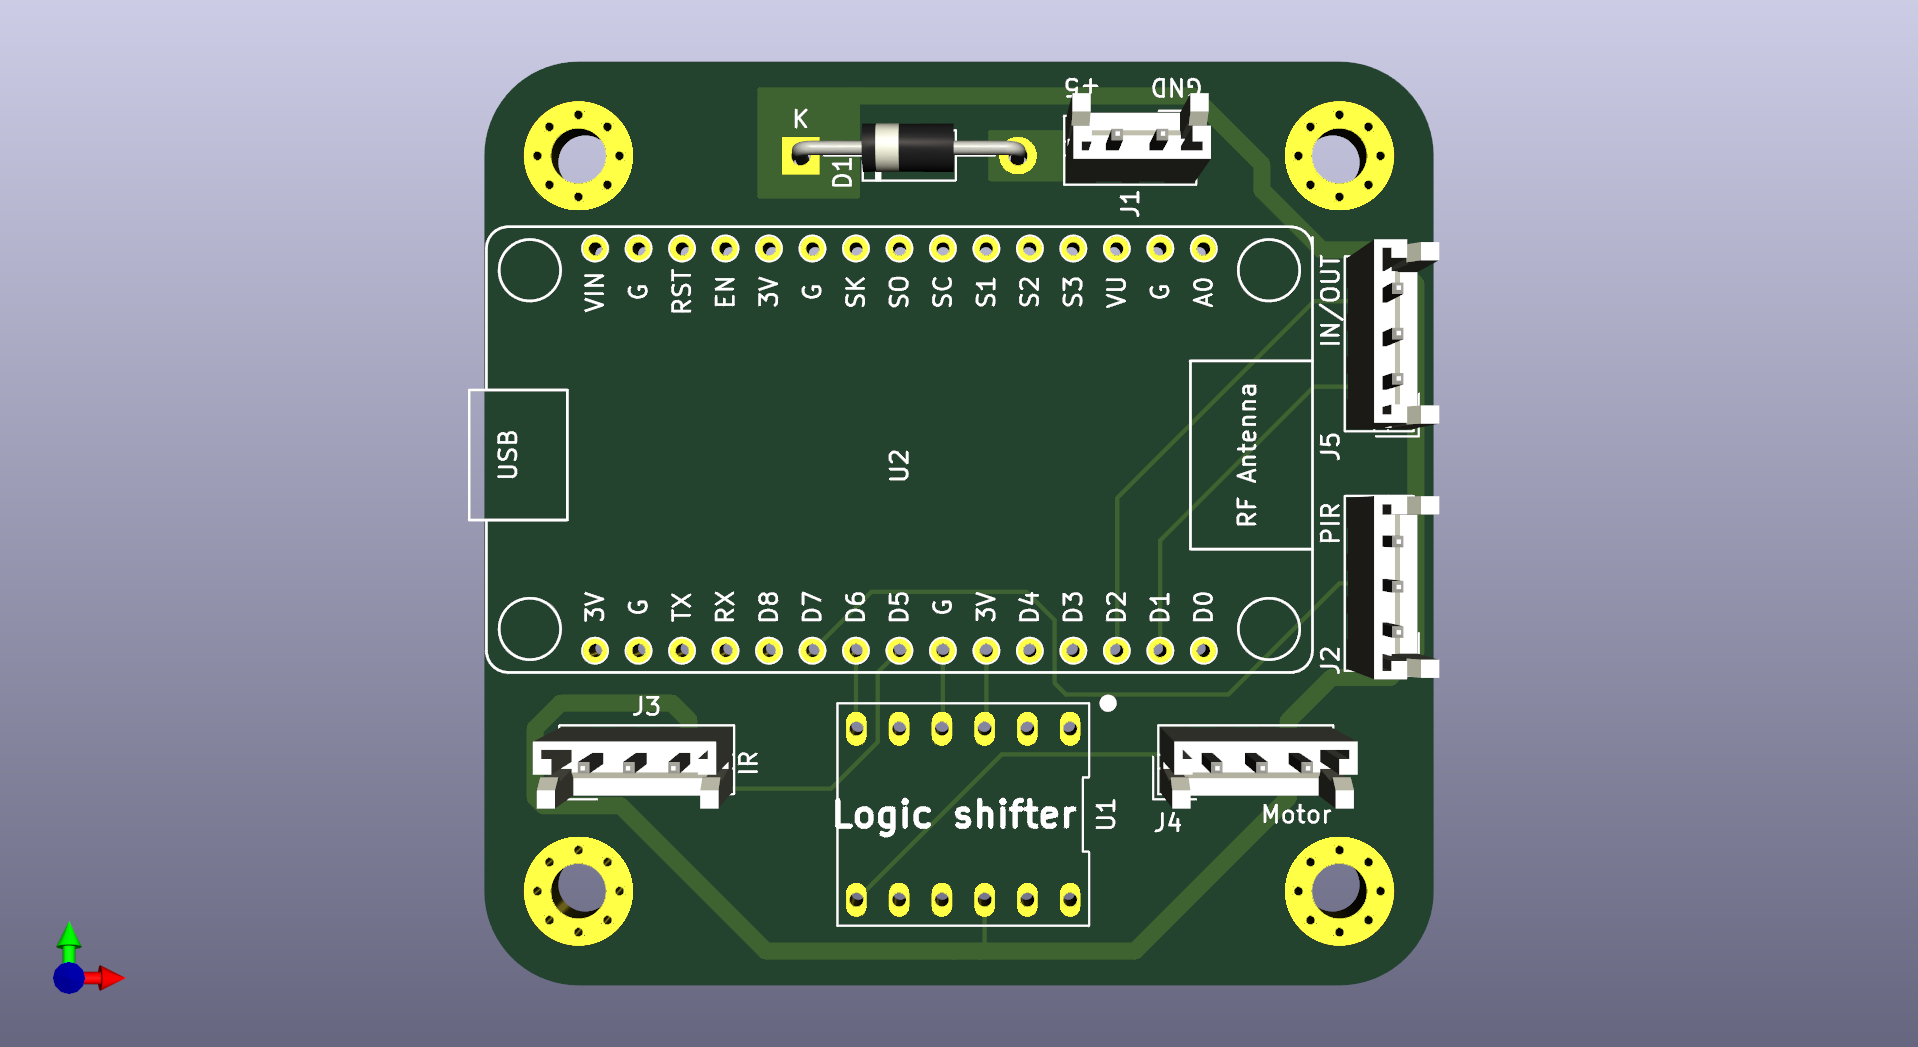 +5 GND
K
D1
J1
VIN G RST EN 3V G SK SO SC S1 S2 S3 VU G A0
IN/OUT
J5
USB
U2
RF Antenna
PIR
J2
3V G TX RX D8 D7 D6 D5 G 3V D4 D3 D2 D1 D0
J3
IR
Logic shifter
U1
J4
Motor